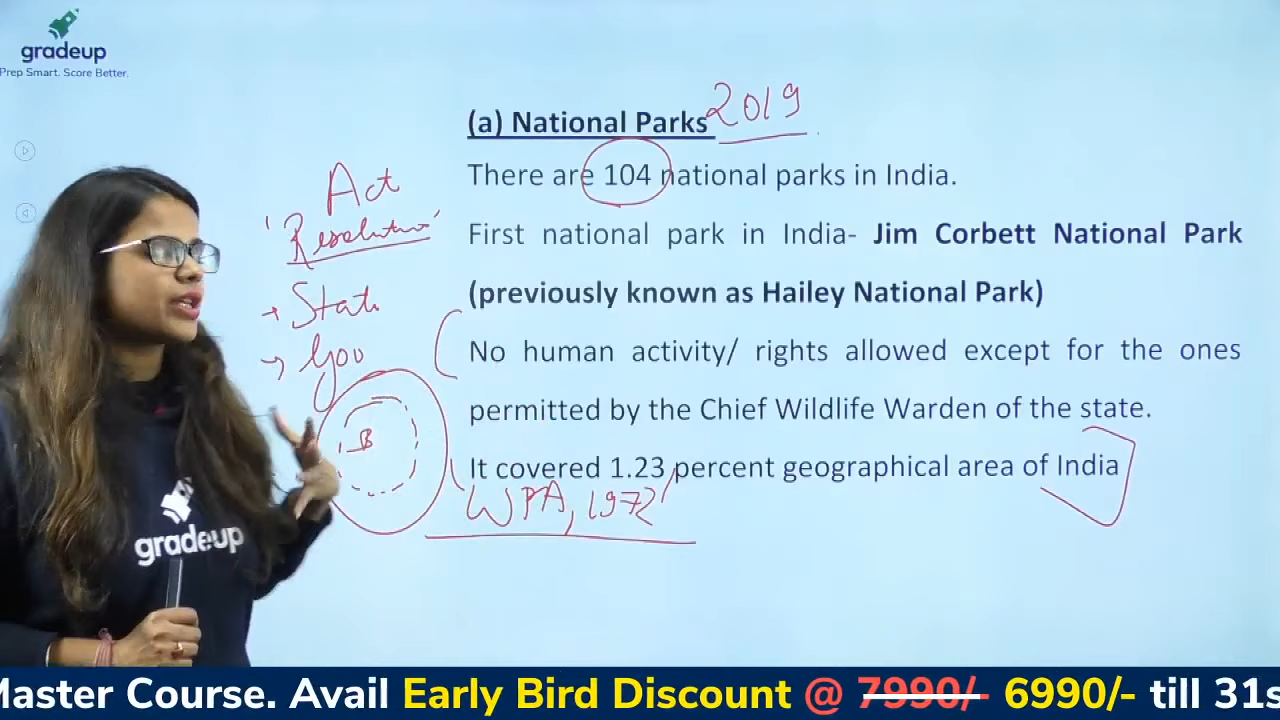 gradeup
Prep Smart. Score Better.
(a) National Parks 2019
There are 104 national parks in India.
First national park in India- Jim Corbett National Park
(previously known as Hailey National Park)
No human activity/ rights allowed except for the ones
permitted by the Chief Wildlife Warden of the state.
It covered 1.23 percent geographical area of India
WPA, 1972
Act
'Resolution'
→ State
→ Gov
B
gradeup
Master Course. Avail Early Bird Discount @ 7990/- 6990/- till 31s